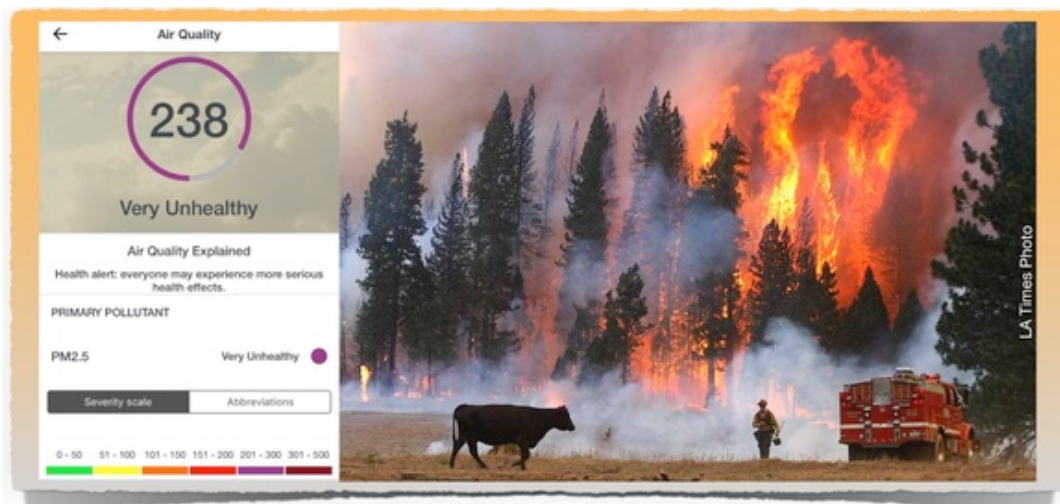 Air Quality
238
Very Unhealthy
Air Quality Explained
Health alert: everyone may experience more serious
health effects.
PRIMARY POLLUTANT
PM2.5 Very Unhealthy
Severity scale Abbreviations
0 - 50 51 - 100 101 - 150 151 - 200 201 - 300 301 - 500
LA Times Photo